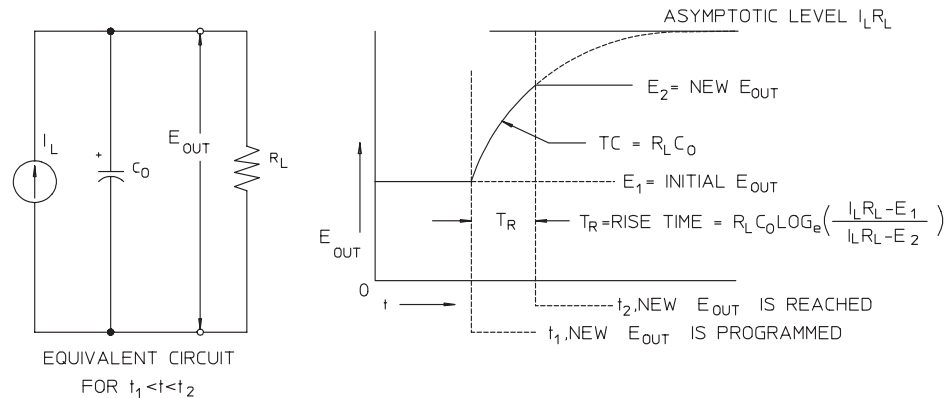 I_L
+
C_O
E_OUT
R_L
EQUIVALENT CIRCUIT
FOR t_1<t<t_2
ASYMPTOTIC LEVEL I_LR_L
E_2= NEW E_OUT
TC = R_LC_O
E_1= INITIAL E_OUT
T_R
T_R=RISE TIME = R_LC_OLOG_e(I_LR_L-E_1/I_LR_L-E_2)
E_OUT
O
t
t_2,NEW E_OUT IS REACHED
t_1,NEW E_OUT IS PROGRAMMED